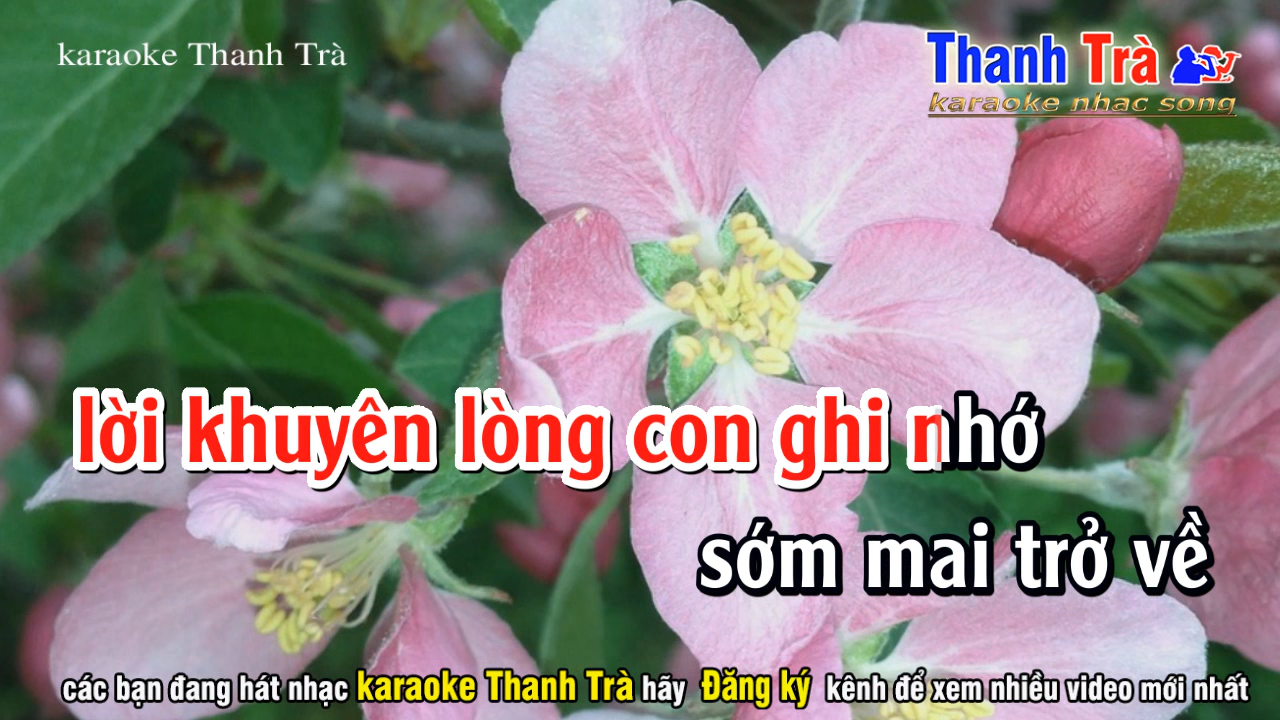 karaoke Thanh Trà
Thanh Trà
karaoke nhac song
lời khuyên lòng con ghi nhớ
sớm mai trở về
các bạn đang hát nhạc karaoke Thanh Trà hãy Đăng ký kênh để xem nhiều video mới nhất